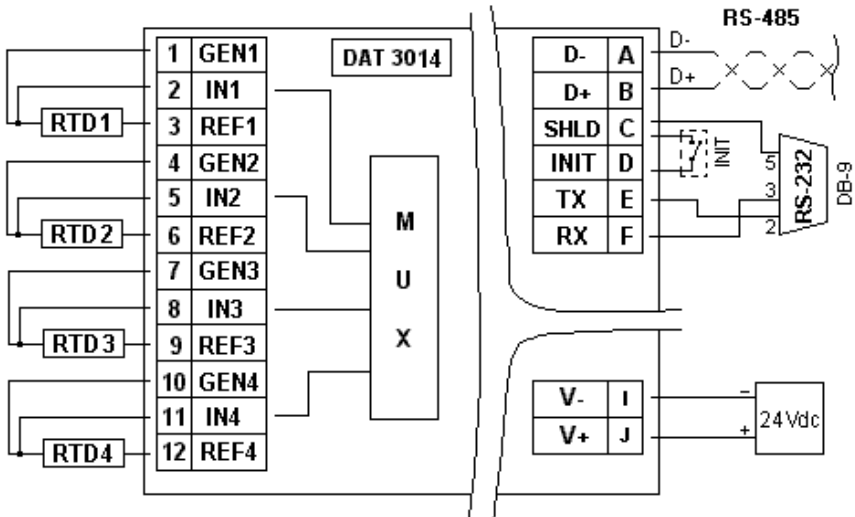 RS-485
1 GEN1
DAT 3014
D- A
D-
2 IN1
D+ B
D+
RTD1
3 REF1
SHLD C
4 GEN2
INIT D
INIT
5
RS-232
DB-9
5 IN2
TX E
3
RTD2
6 REF2
RX F
2
MUX
7 GEN3
8 IN3
RTD3
9 REF3
10 GEN4
V- I
-
24Vdc
11 IN4
V+ J
+
RTD4
12 REF4